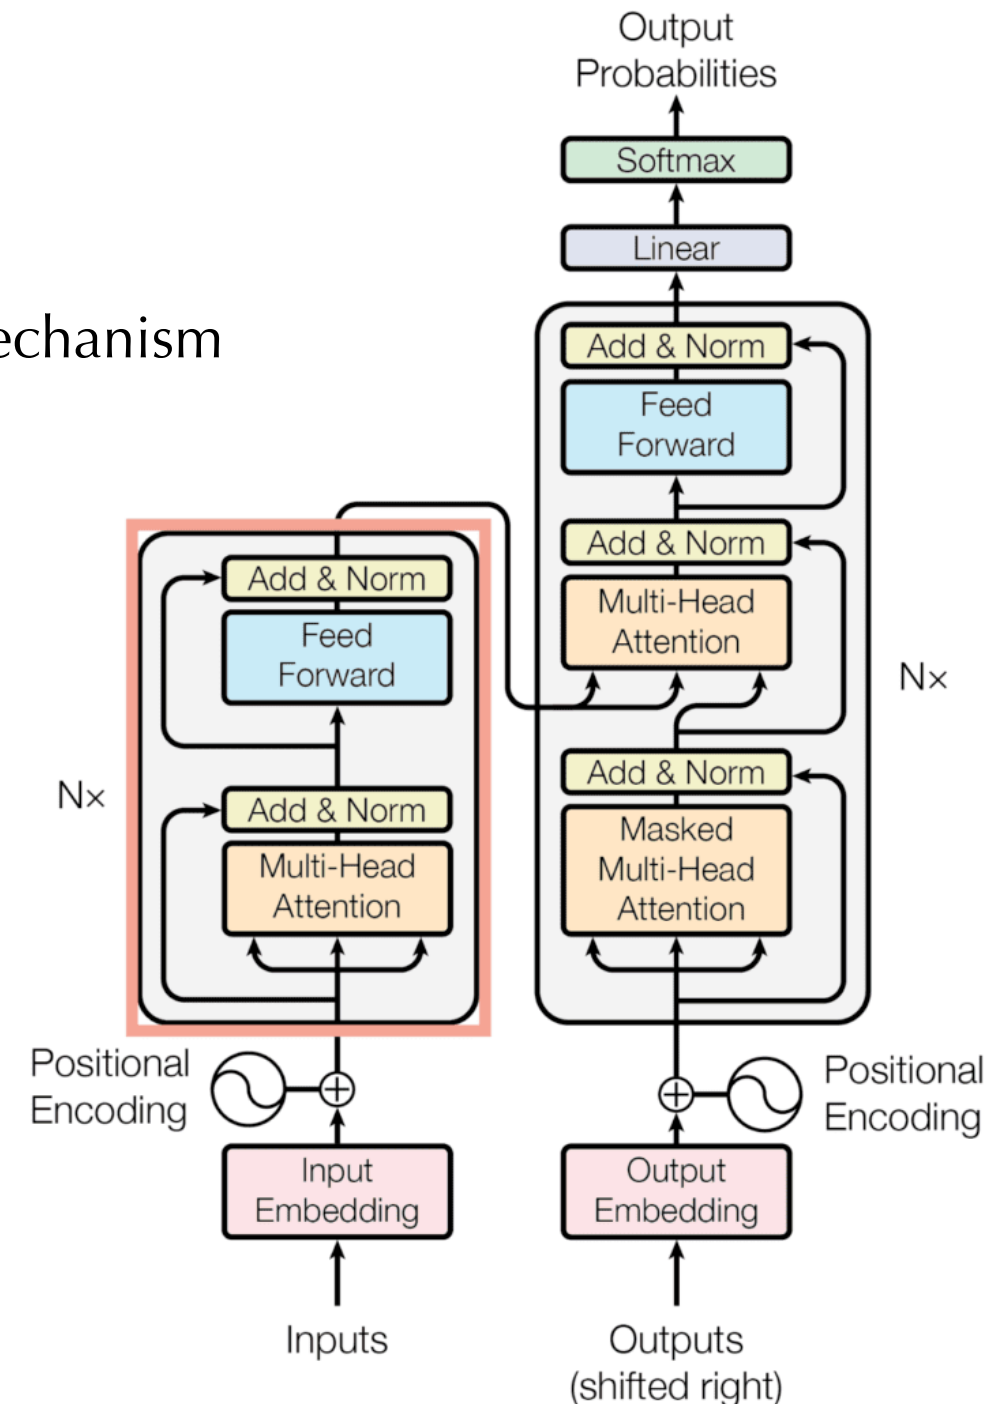 Output
Probabilities
Softmax
Linear
echanism
Add & Norm
Feed
Forward
Add & Norm
Multi-Head
Attention
Nx
Add & Norm
Masked
Multi-Head
Attention
Add & Norm
Feed
Forward
Nx
Add & Norm
Multi-Head
Attention
Positional
Encoding
Positional
Encoding
Input
Embedding
Output
Embedding
Inputs
Outputs
(shifted right)